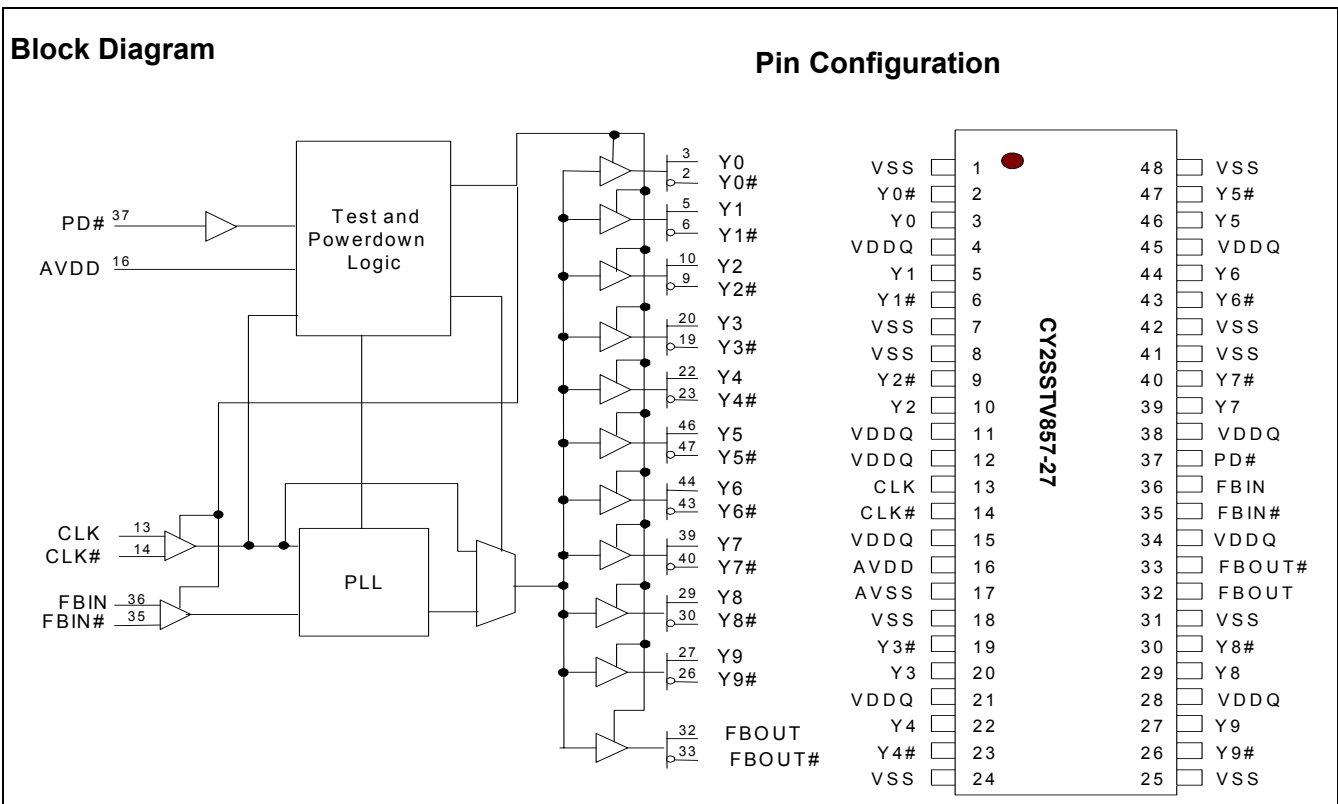 Block Diagram
Pin Configuration
PD# 37
AVDD 16
Test and
Powerdown
Logic
CLK 13
CLK# 14
FBIN 36
FBIN# 35
PLL
3 Y0
2 Y0#
5 Y1
6 Y1#
10 Y2
9 Y2#
20 Y3
19 Y3#
22 Y4
23 Y4#
46 Y5
47 Y5#
44 Y6
43 Y6#
39 Y7
40 Y7#
29 Y8
30 Y8#
27 Y9
26 Y9#
32 FBOUT
33 FBOUT#
CY2SSTV857-27
VSS 1 48 VSS
Y0# 2 47 Y5#
Y0 3 46 Y5
VDDQ 4 45 VDDQ
Y1 5 44 Y6
Y1# 6 43 Y6#
VSS 7 42 VSS
VSS 8 41 VSS
Y2# 9 40 Y7#
Y2 10 39 Y7
VDDQ 11 38 VDDQ
VDDQ 12 37 PD#
CLK 13 36 FBIN
CLK# 14 35 FBIN#
VDDQ 15 34 VDDQ
AVDD 16 33 FBOUT#
AVSS 17 32 FBOUT
VSS 18 31 VSS
Y3# 19 30 Y8#
Y3 20 29 Y8
VDDQ 21 28 VDDQ
Y4 22 27 Y9
Y4# 23 26 Y9#
VSS 24 25 VSS